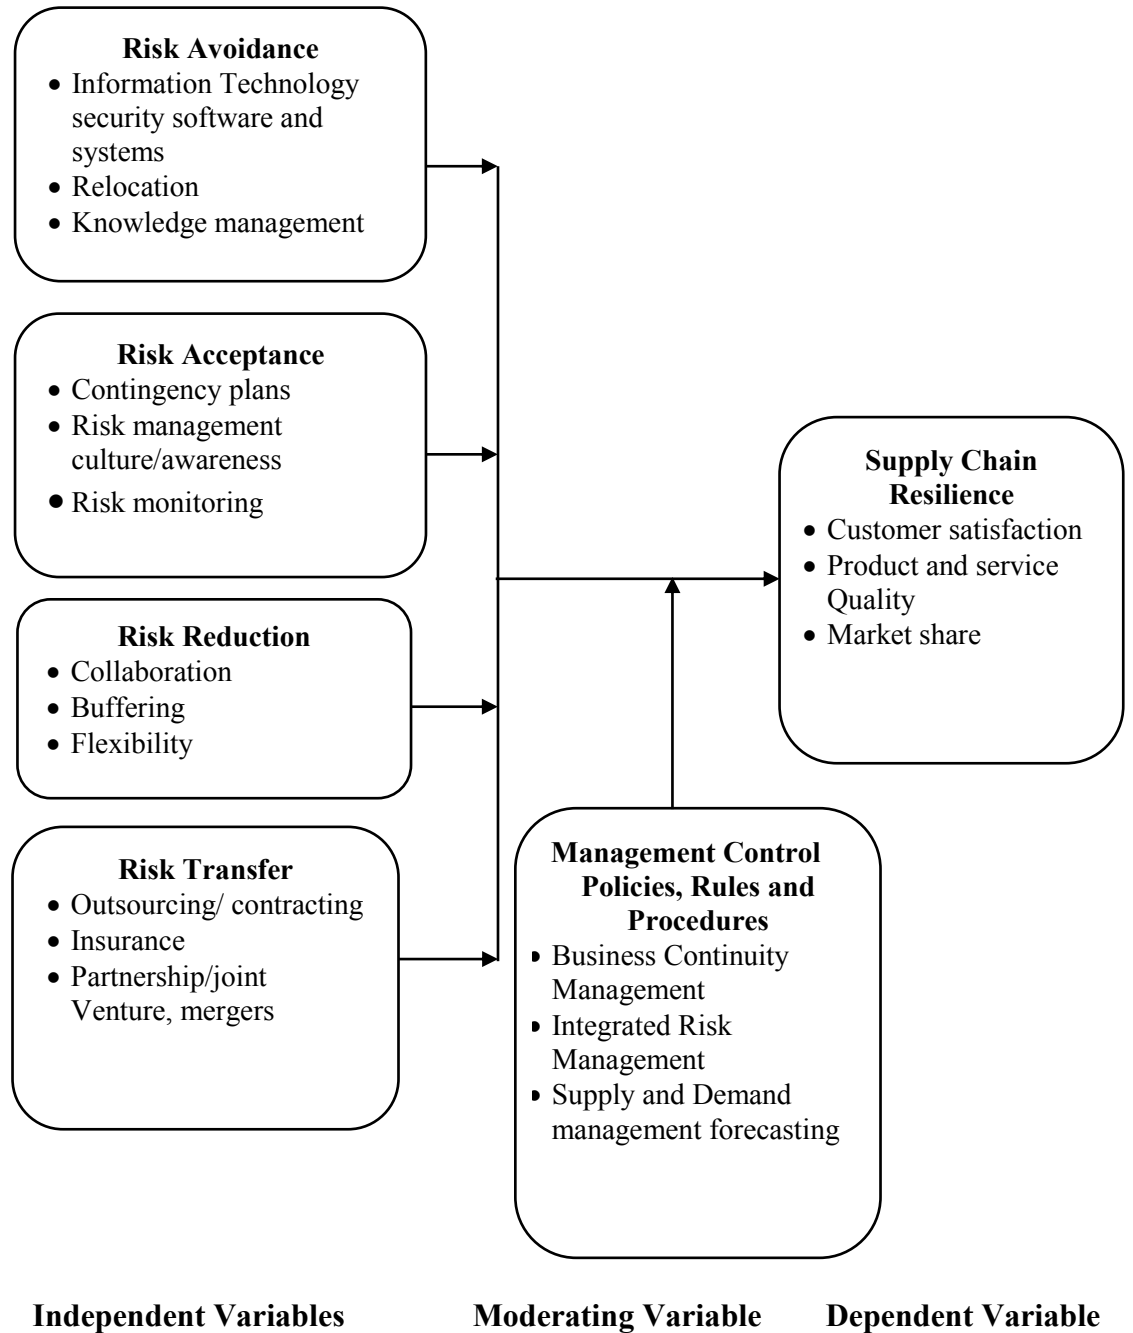 Risk Avoidance
• Information Technology
security software and
systems
• Relocation
• Knowledge management
Risk Acceptance
• Contingency plans
• Risk management
culture/awareness
• Risk monitoring
Risk Reduction
• Collaboration
• Buffering
• Flexibility
Risk Transfer
• Outsourcing/ contracting
• Insurance
• Partnership/joint
Venture, mergers
Supply Chain
Resilience
• Customer satisfaction
• Product and service
Quality
• Market share
Management Control
Policies, Rules and
Procedures
• Business Continuity
Management
• Integrated Risk
Management
• Supply and Demand
management forecasting
Independent Variables
Moderating Variable
Dependent Variable